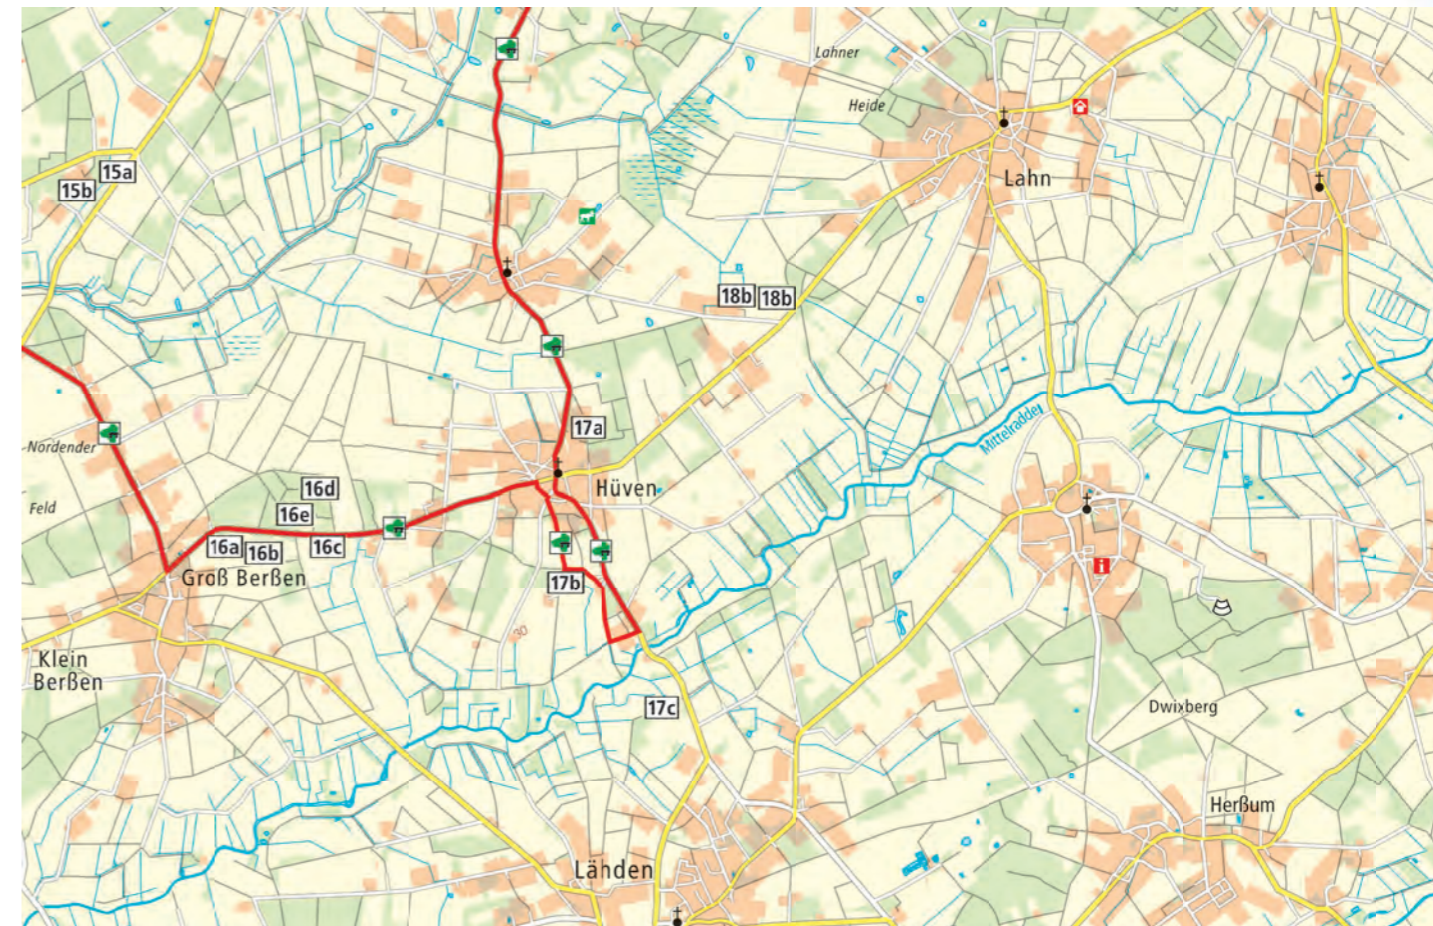 Lahner
Heide
Lahn
15a
15b
18b
18b
Mittelradde
17a
Nordender
Feld
Hüven
16d
16e
16a
16b
16c
Groß Berßen
17b
30
Klein
Berßen
17c
Dwixberg
Herßum
Lähden